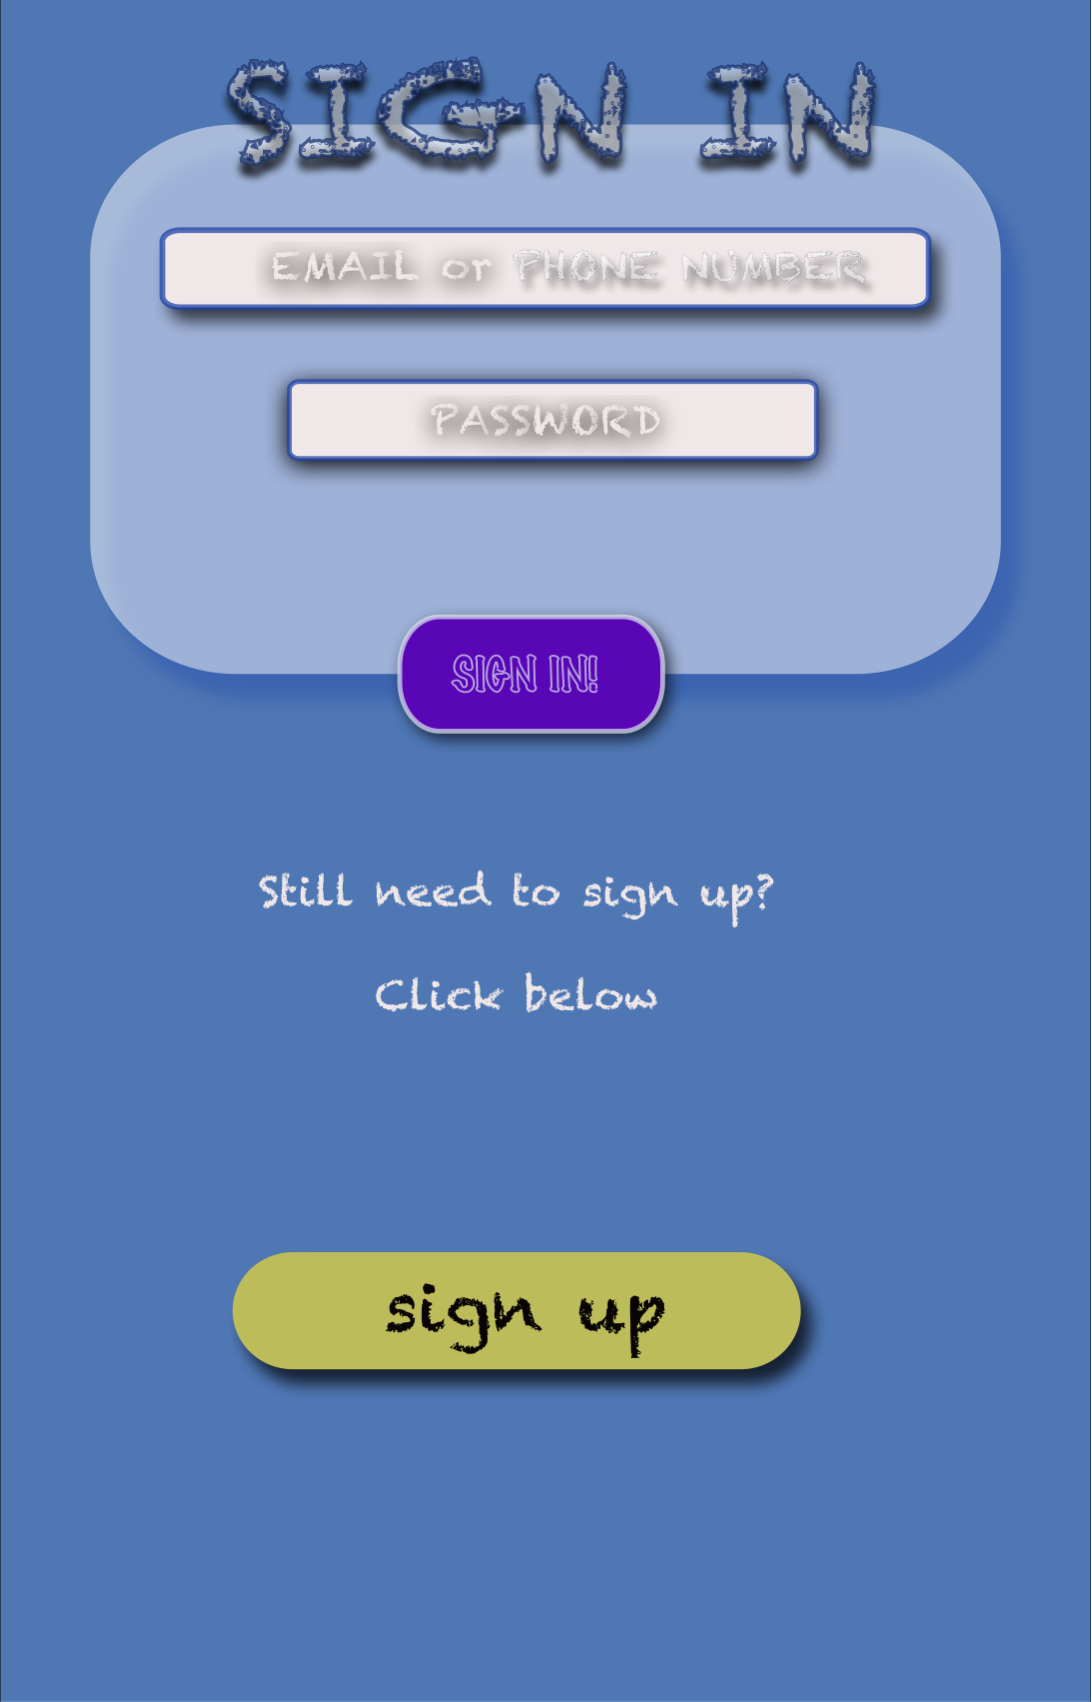 SIGN IN
EMAIL or PHONE NUMBER
PASSWORD
SIGN IN!
Still need to sign up?
Click below
sign up